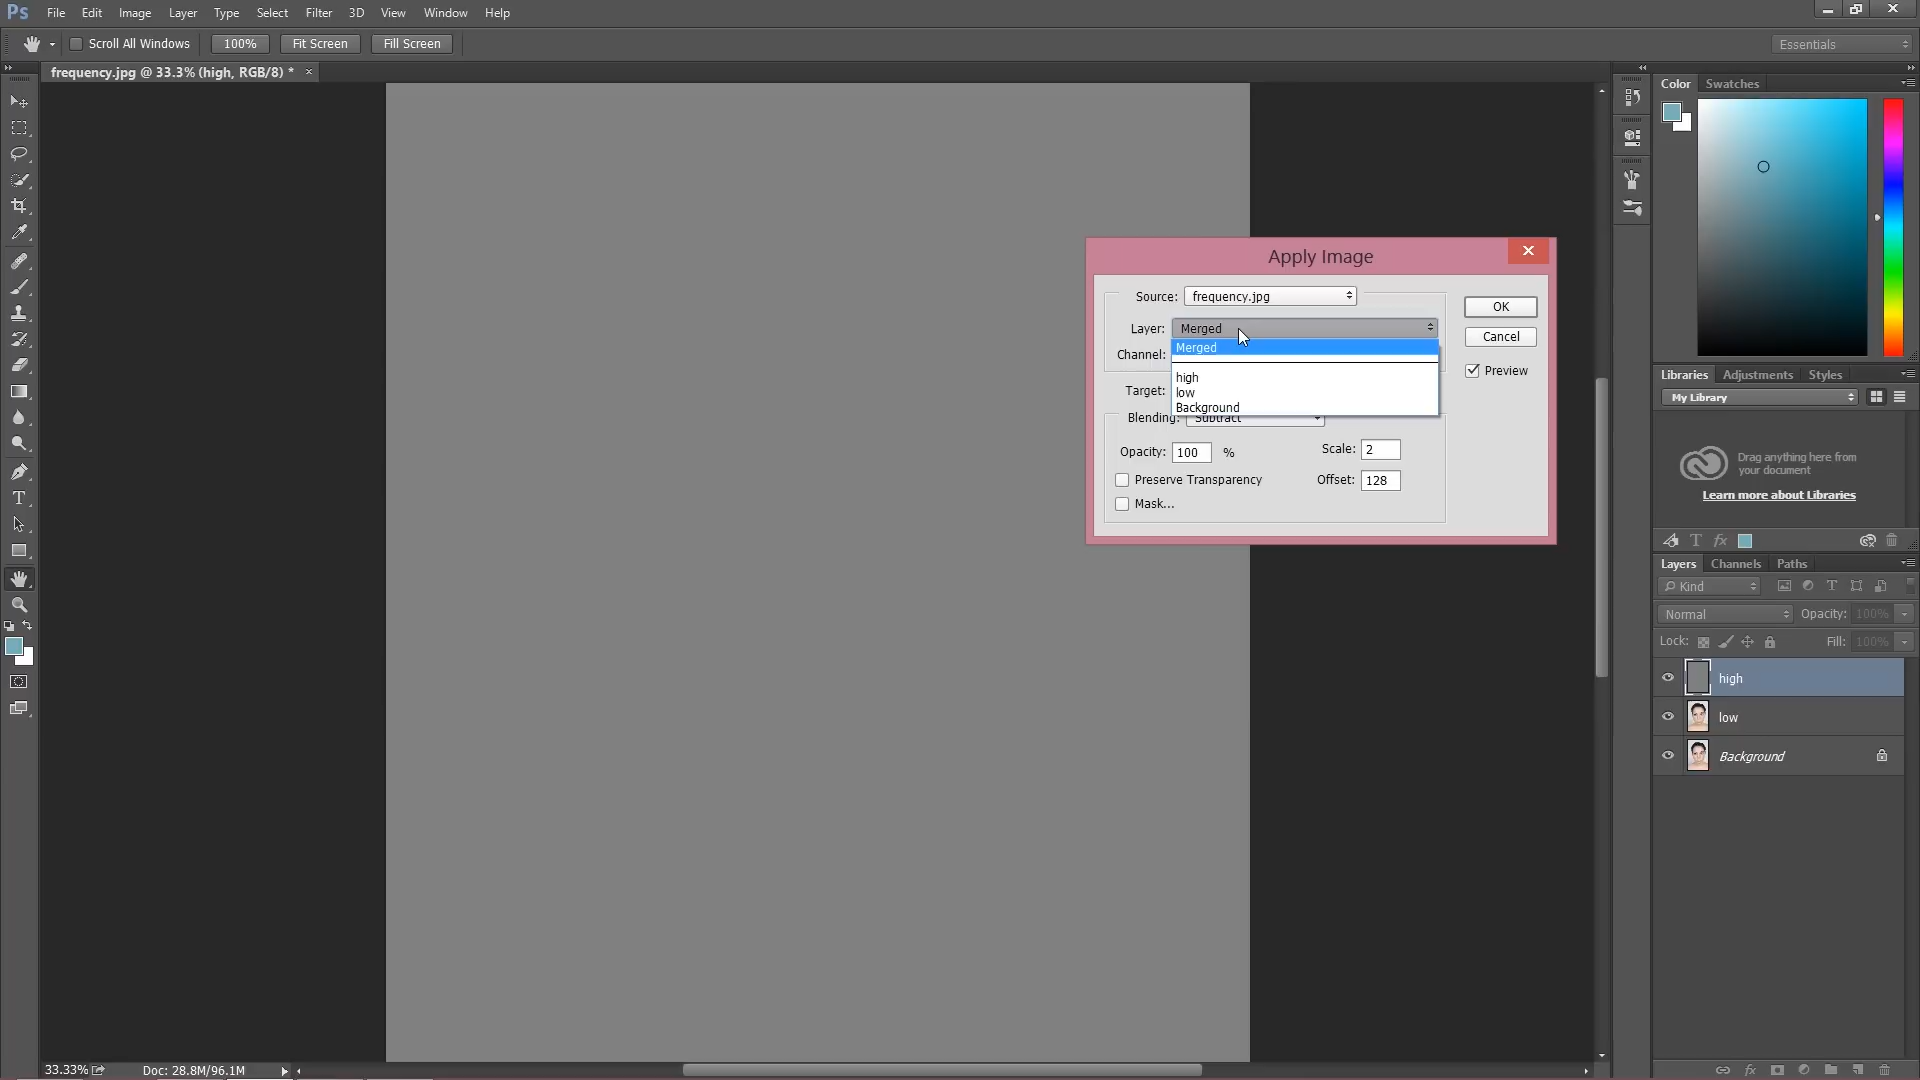 Ps File Edit Image Layer Type Select Filter 3D View Window Help
Scroll All Windows 100% Fit Screen Fill Screen Essentials
frequency.jpg @ 33.3% (high, RGB/8) * ×
Color Swatches
Apply Image
Source: frequency.jpg OK
Layer: Merged Cancel
Merged
Channel:
Preview
high
Target: low
Background
Blending: Subtract
Opacity: 100 % Scale: 2
Preserve Transparency Offset: 128
Mask...
Libraries Adjustments Styles
My Library
Drag anything here from
your document
Learn more about Libraries
T fx
Layers Channels Paths
Kind T
Normal Opacity: 100%
Lock: Fill: 100%
high
low
Background
33.33% Doc: 28.8M/96.1M
fx